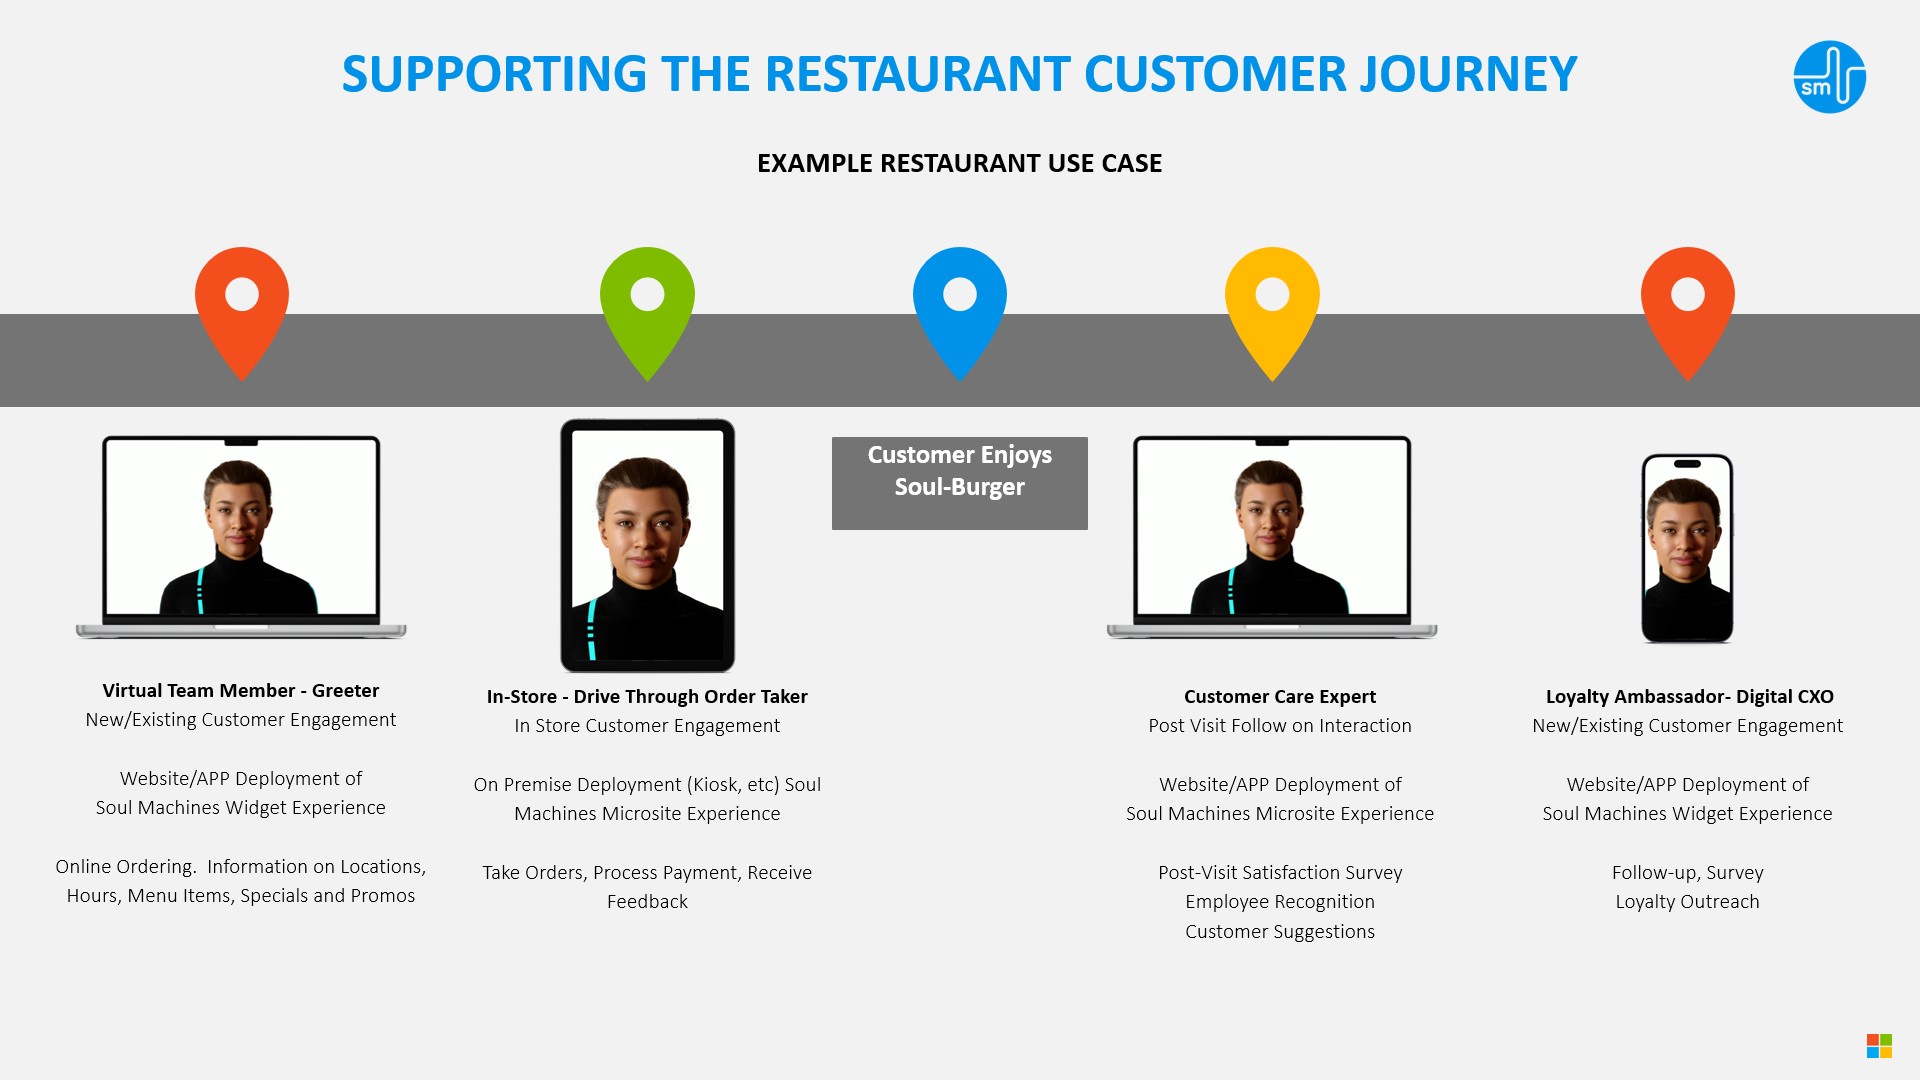 SUPPORTING THE RESTAURANT CUSTOMER JOURNEY
sm
EXAMPLE RESTAURANT USE CASE
Customer Enjoys
Soul-Burger
Virtual Team Member - Greeter
New/Existing Customer Engagement
Website/APP Deployment of
Soul Machines Widget Experience
Online Ordering.  Information on Locations,
Hours, Menu Items, Specials and Promos
In-Store - Drive Through Order Taker
In Store Customer Engagement
On Premise Deployment (Kiosk, etc) Soul
Machines Microsite Experience
Take Orders, Process Payment, Receive
Feedback
Customer Care Expert
Post Visit Follow on Interaction
Website/APP Deployment of
Soul Machines Microsite Experience
Post-Visit Satisfaction Survey
Employee Recognition
Customer Suggestions
Loyalty Ambassador- Digital CXO
New/Existing Customer Engagement
Website/APP Deployment of
Soul Machines Widget Experience
Follow-up, Survey
Loyalty Outreach